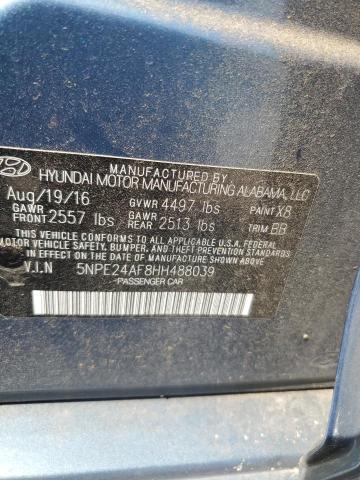 MANUFACTURED BY
HYUNDAI MOTOR MANUFACTURING ALABAMA, LLC
Aug/19/16 GVWR 4497 lbs PAINT X8
GAWR FRONT 2557 lbs GAWR REAR 2513 lbs TRIM BB
CONFORMS TO ALL APPLICABLE U.S.A. FEDERAL
MOTOR VEHICLE SAFETY, BUMPER, AND THEFT PREVENTION
STANDARDS IN EFFECT ON THE DATE OF MANUFACTURE
SHOWN ABOVE.
V.I.N 5NPE24AF8HH488039
PASSENGER CAR